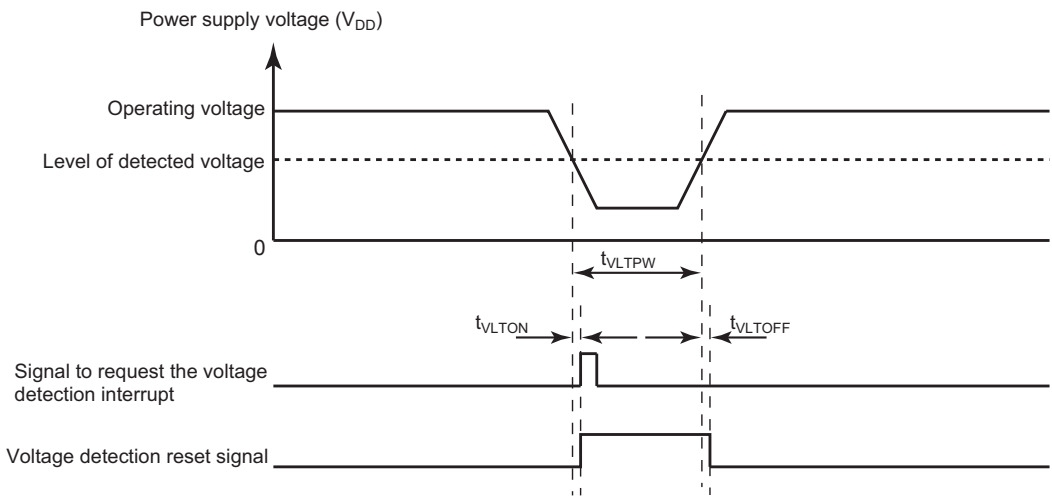 Power supply voltage (VDD)
Operating voltage
Level of detected voltage
0
tVLTPW
tVLTON
tVLTOFF
Signal to request the voltage
detection interrupt
Voltage detection reset signal